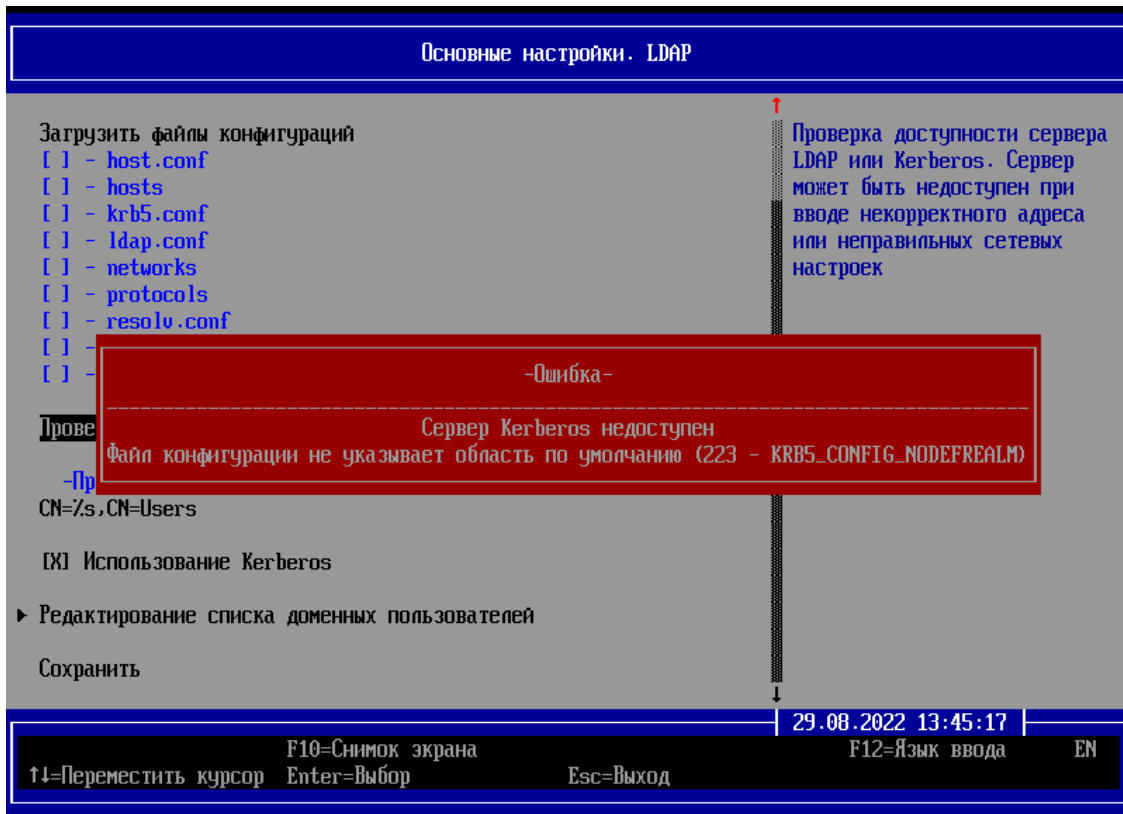 Основные настройки. LDAP
Загрузить файлы конфигураций
[ ] - host.conf
[ ] - hosts
[ ] - krb5.conf
[ ] - ldap.conf
[ ] - networks
[ ] - protocols
[ ] - resolv.conf
[ ] -
[ ] -
Прове
-Пр
CN=%s,CN=Users
[X] Использование Kerberos
► Редактирование списка доменных пользователей
Сохранить
↑
Проверка доступности сервера
LDAP или Kerberos. Сервер
может быть недоступен при
вводе некорректного адреса
или неправильных сетевых
настроек
↓
-Ошибка-
Сервер Kerberos недоступен
Файл конфигурации не указывает область по умолчанию (223 - KRB5_CONFIG_NODEFREALM)
29.08.2022 13:45:17
F10=Снимок экрана F12=Язык ввода EN
↑↓=Переместить курсор Enter=Выбор Esc=Выход